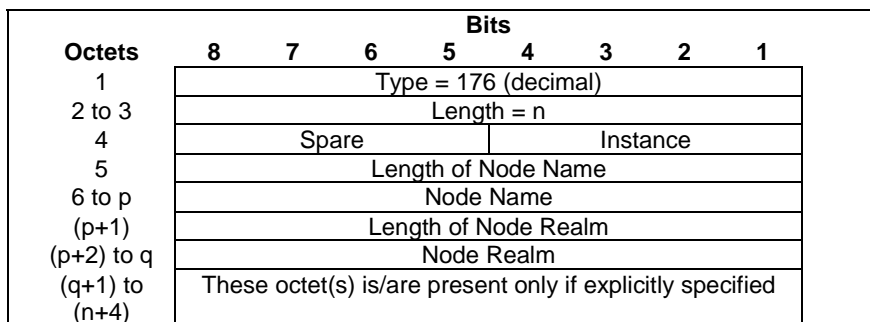 Bits
Octets 8 7 6 5 4 3 2 1
1 Type = 176 (decimal)
2 to 3 Length = n
4 Spare Instance
5 Length of Node Name
6 to p Node Name
(p+1) Length of Node Realm
(p+2) to q Node Realm
(q+1) to These octet(s) is/are present only if explicitly specified
(n+4)